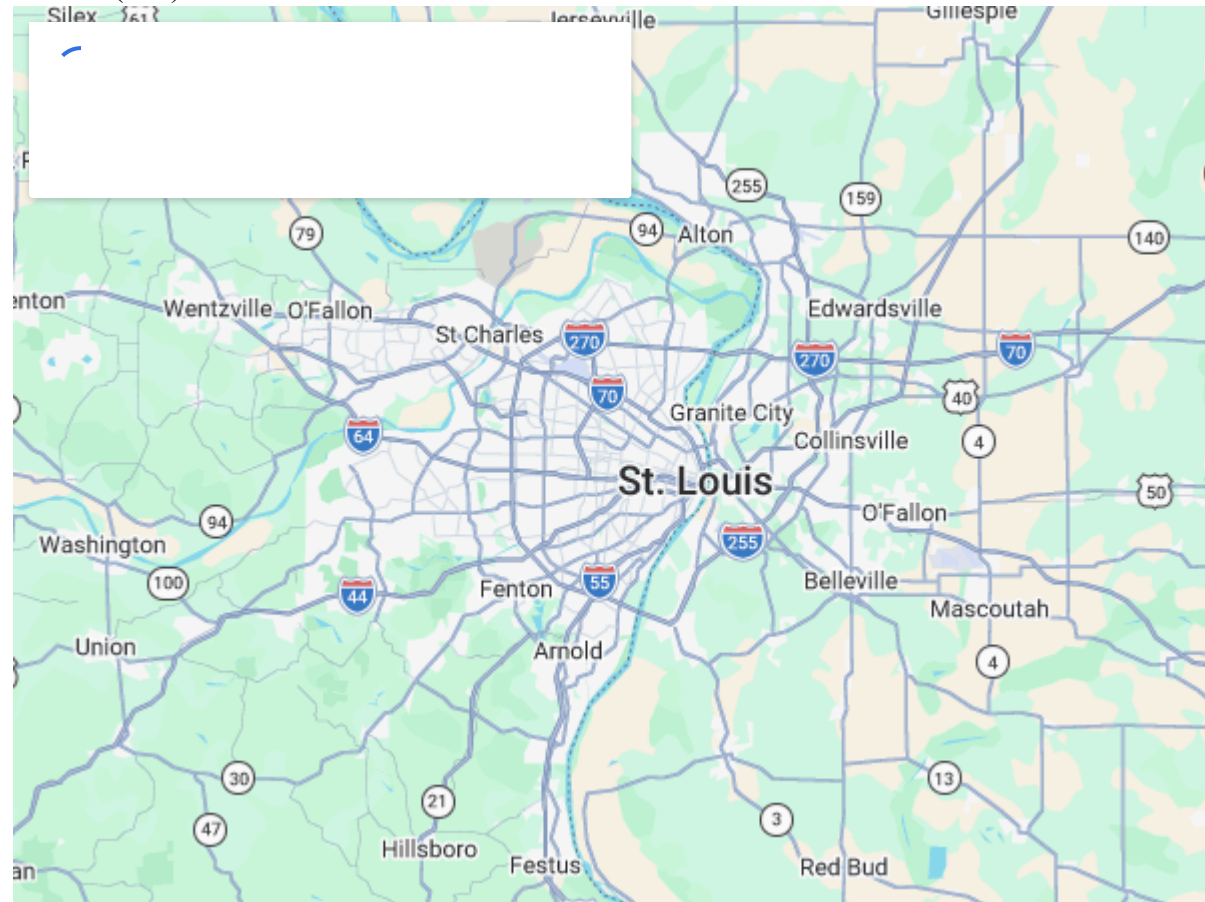 Silex
61
Jerseyville
Gillespie
255
159
79
94
Alton
140
enton
Wentzville
O'Fallon
Edwardsville
St Charles
270
270
70
70
40
Granite City
64
Collinsville
4
St. Louis
50
94
O'Fallon
Washington
255
100
Fenton
55
Belleville
44
Mascoutah
Union
Arnold
4
30
13
21
3
47
Hillsboro
an
Festus
Red Bud